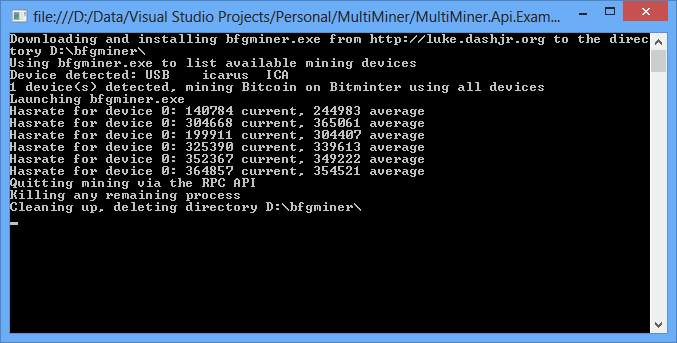 file:///D:/Data/Visual Studio Projects/Personal/MultiMiner/MultiMiner.Api.Exam...
Downloading and installing bfgminer.exe from http://luke.dashjr.org to the direc
tory D:\bfgminer\
Using bfgminer.exe to list available mining devices
Device detected: USB    icarus  ICA
1 device(s) detected, mining Bitcoin on Bitminter using all devices
Launching bfgminer.exe
Hasrate for device 0: 140784 current, 244983 average
Hasrate for device 0: 304668 current, 365061 average
Hasrate for device 0: 199911 current, 304407 average
Hasrate for device 0: 325390 current, 339613 average
Hasrate for device 0: 352367 current, 349222 average
Hasrate for device 0: 364857 current, 354521 average
Quitting mining via the RPC API
Killing any remaining process
Cleaning up, deleting directory D:\bfgminer\